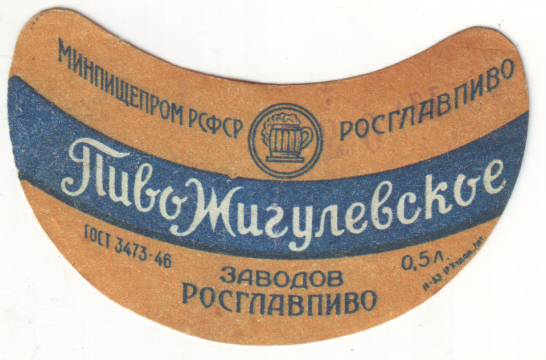 МИНПИЩЕПРОМ РСФСР РОСГЛАВПИВО
Пиво Жигулевское
ГОСТ 3473-46
0,5 л.
ЗАВОДОВ
РОСГЛАВПИВО